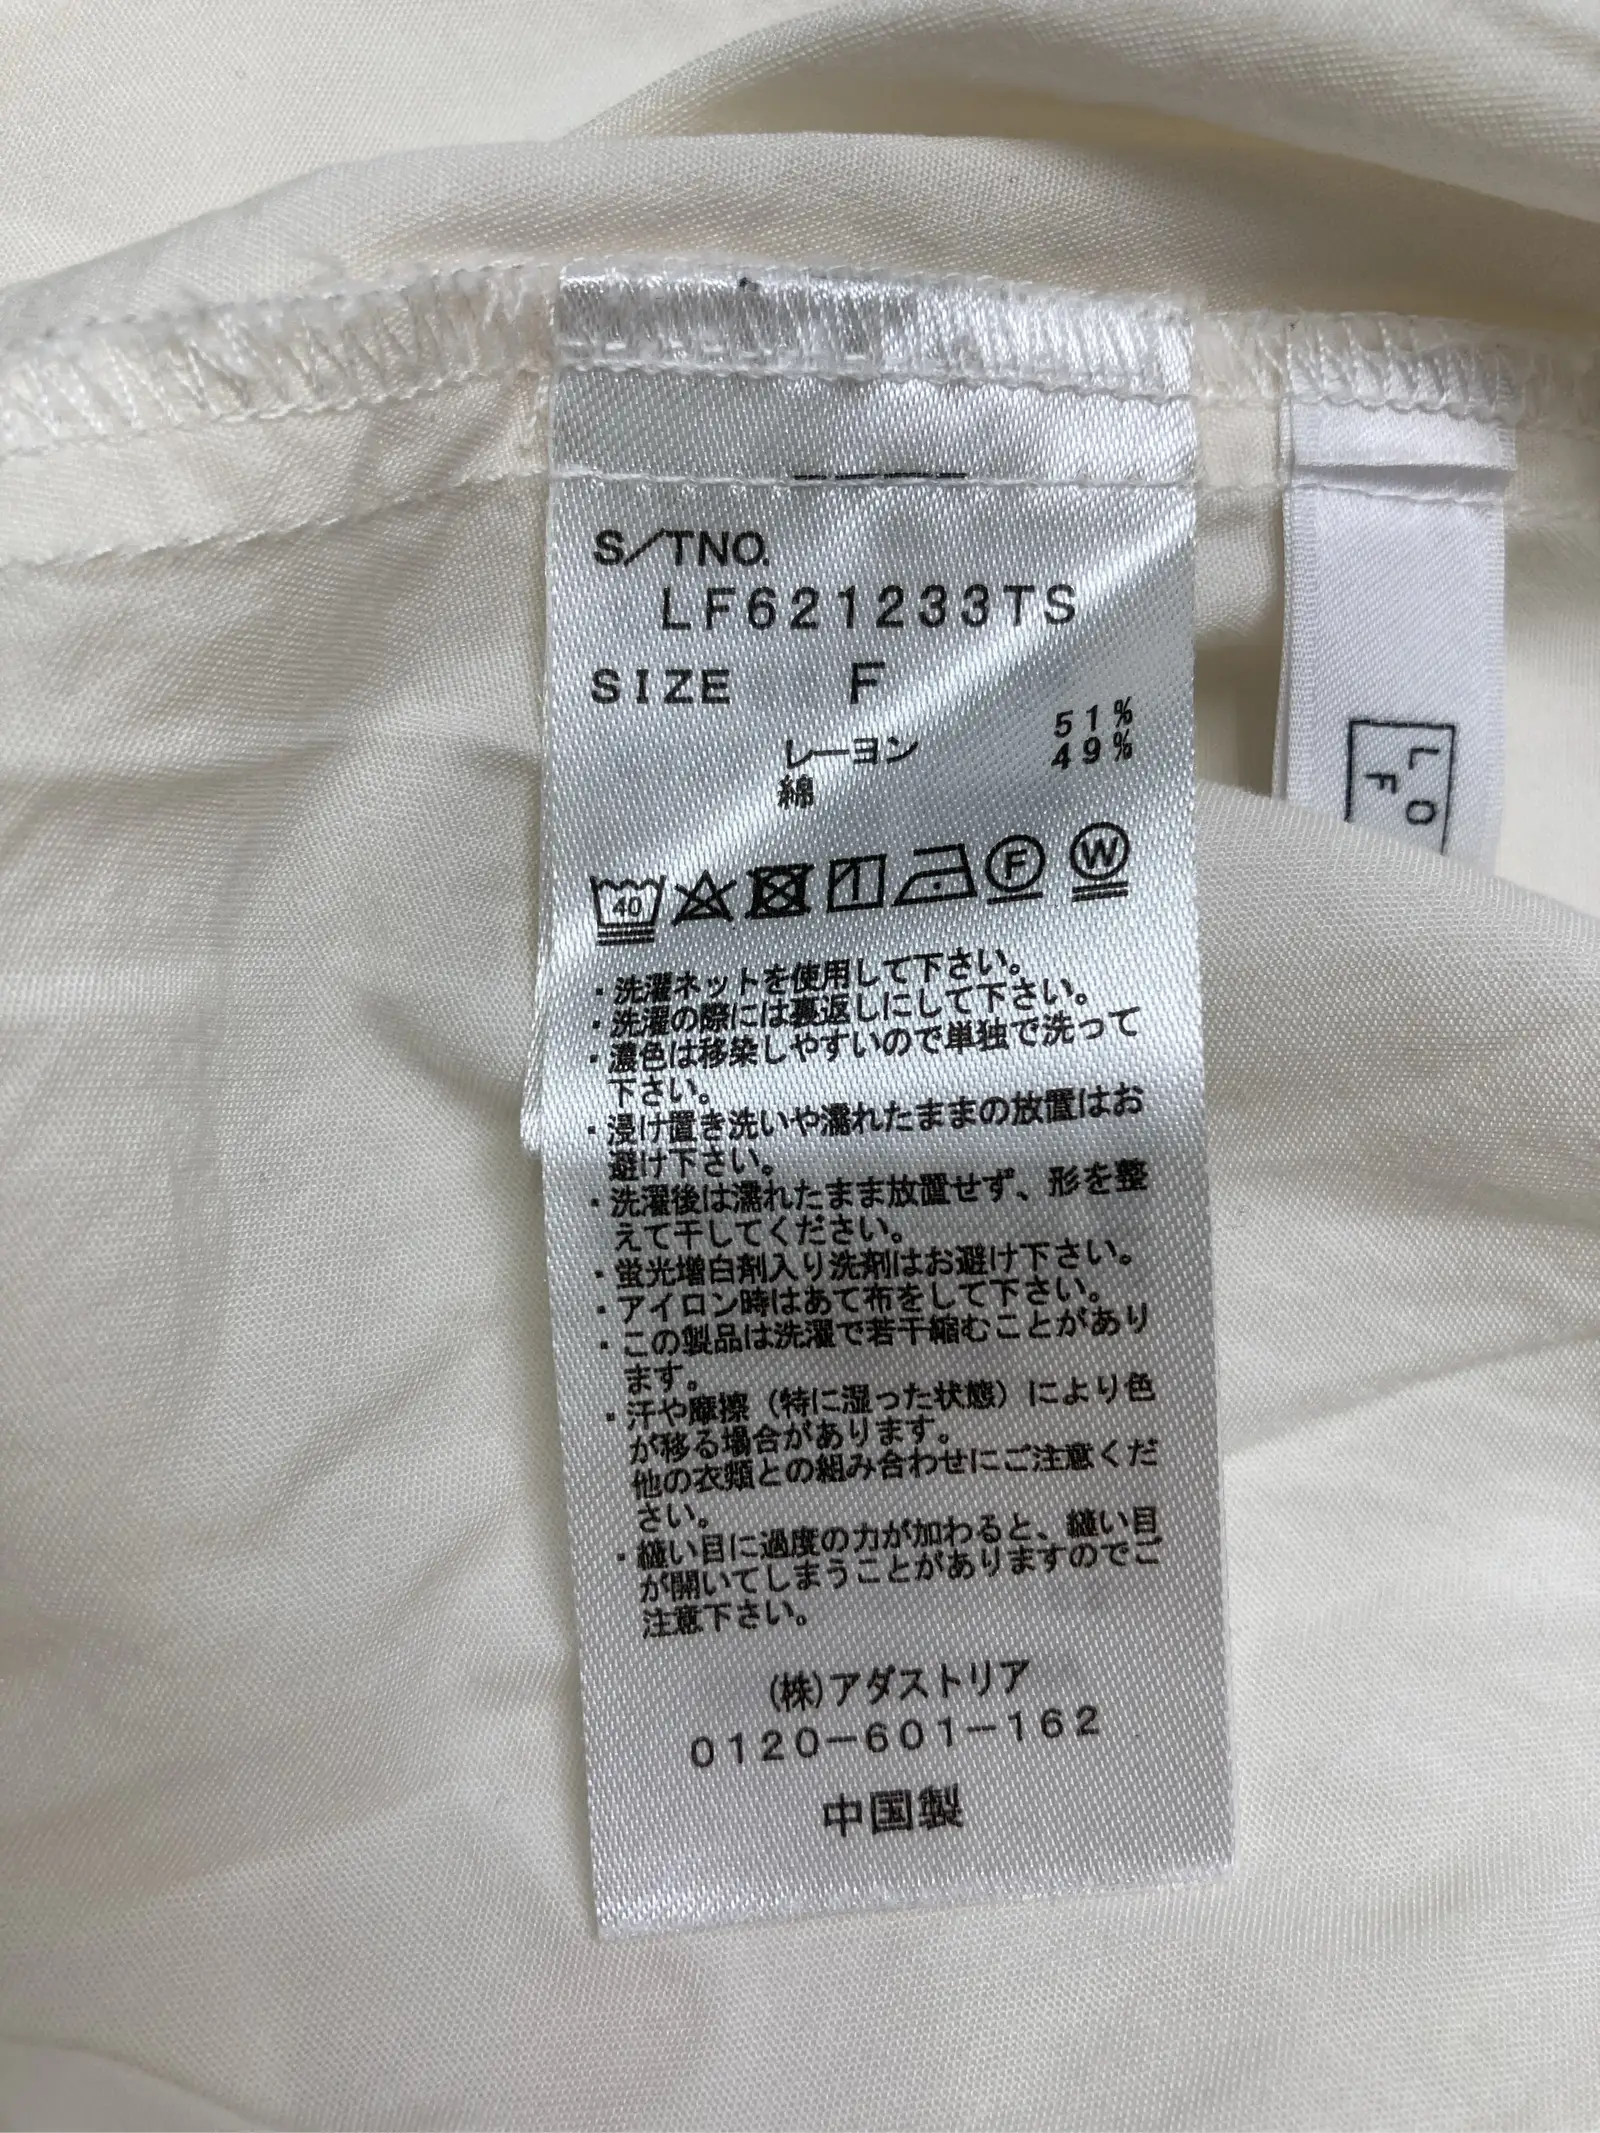 S/TNO.
LF621233TS
SIZE F
レーヨン 51%
綿 49%
40
F
W
・洗濯ネットを使用して下さい。
・洗濯の際には裏返しにして下さい。
・濃色は移染しやすいので単独で洗って
下さい。
・浸け置き洗いや濡れたままの放置はお
避け下さい。
・洗濯後は濡れたまま放置せず、形を整
えて干してください。
・蛍光増白剤入り洗剤はお避け下さい。
・アイロン時はあて布をして下さい。
・この製品は洗濯で若干縮むことがあり
ます。
・汗や摩擦（特に湿った状態）により色
が移る場合があります。
他の衣類との組み合わせにご注意くだ
さい。
・縫い目に過度の力が加わると、縫い目
が開いてしまうことがありますのでご
注意下さい。
(株)アダストリア
0120-601-162
中国製
LO
F